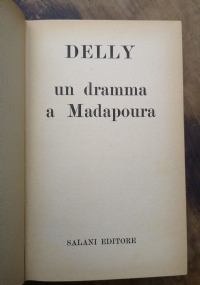 DELLY
un dramma
a Madapoura
SALANI EDITORE